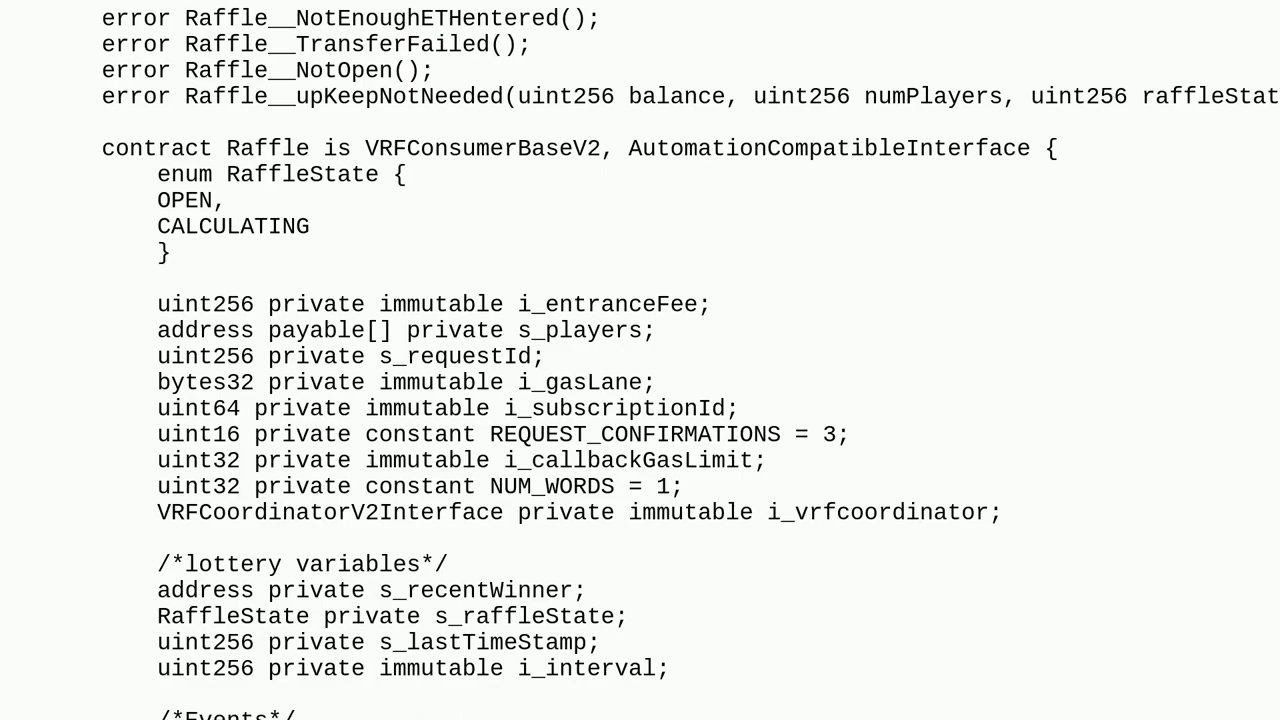 error Raffle__NotEnoughETHentered();
error Raffle__TransferFailed();
error Raffle__NotOpen();
error Raffle__upKeepNotNeeded(uint256 balance, uint256 numPlayers, uint256 raffleStat
contract Raffle is VRFConsumerBaseV2, AutomationCompatibleInterface {
enum RaffleState {
OPEN,
CALCULATING
}
uint256 private immutable i_entranceFee;
address payable[] private s_players;
uint256 private s_requestId;
bytes32 private immutable i_gasLane;
uint64 private immutable i_subscriptionId;
uint16 private constant REQUEST_CONFIRMATIONS = 3;
uint32 private immutable i_callbackGasLimit;
uint32 private constant NUM_WORDS = 1;
VRFCoordinatorV2Interface private immutable i_vrfcoordinator;
/*lottery variables*/
address private s_recentWinner;
RaffleState private s_raffleState;
uint256 private s_lastTimeStamp;
uint256 private immutable i_interval;
/*Events*/